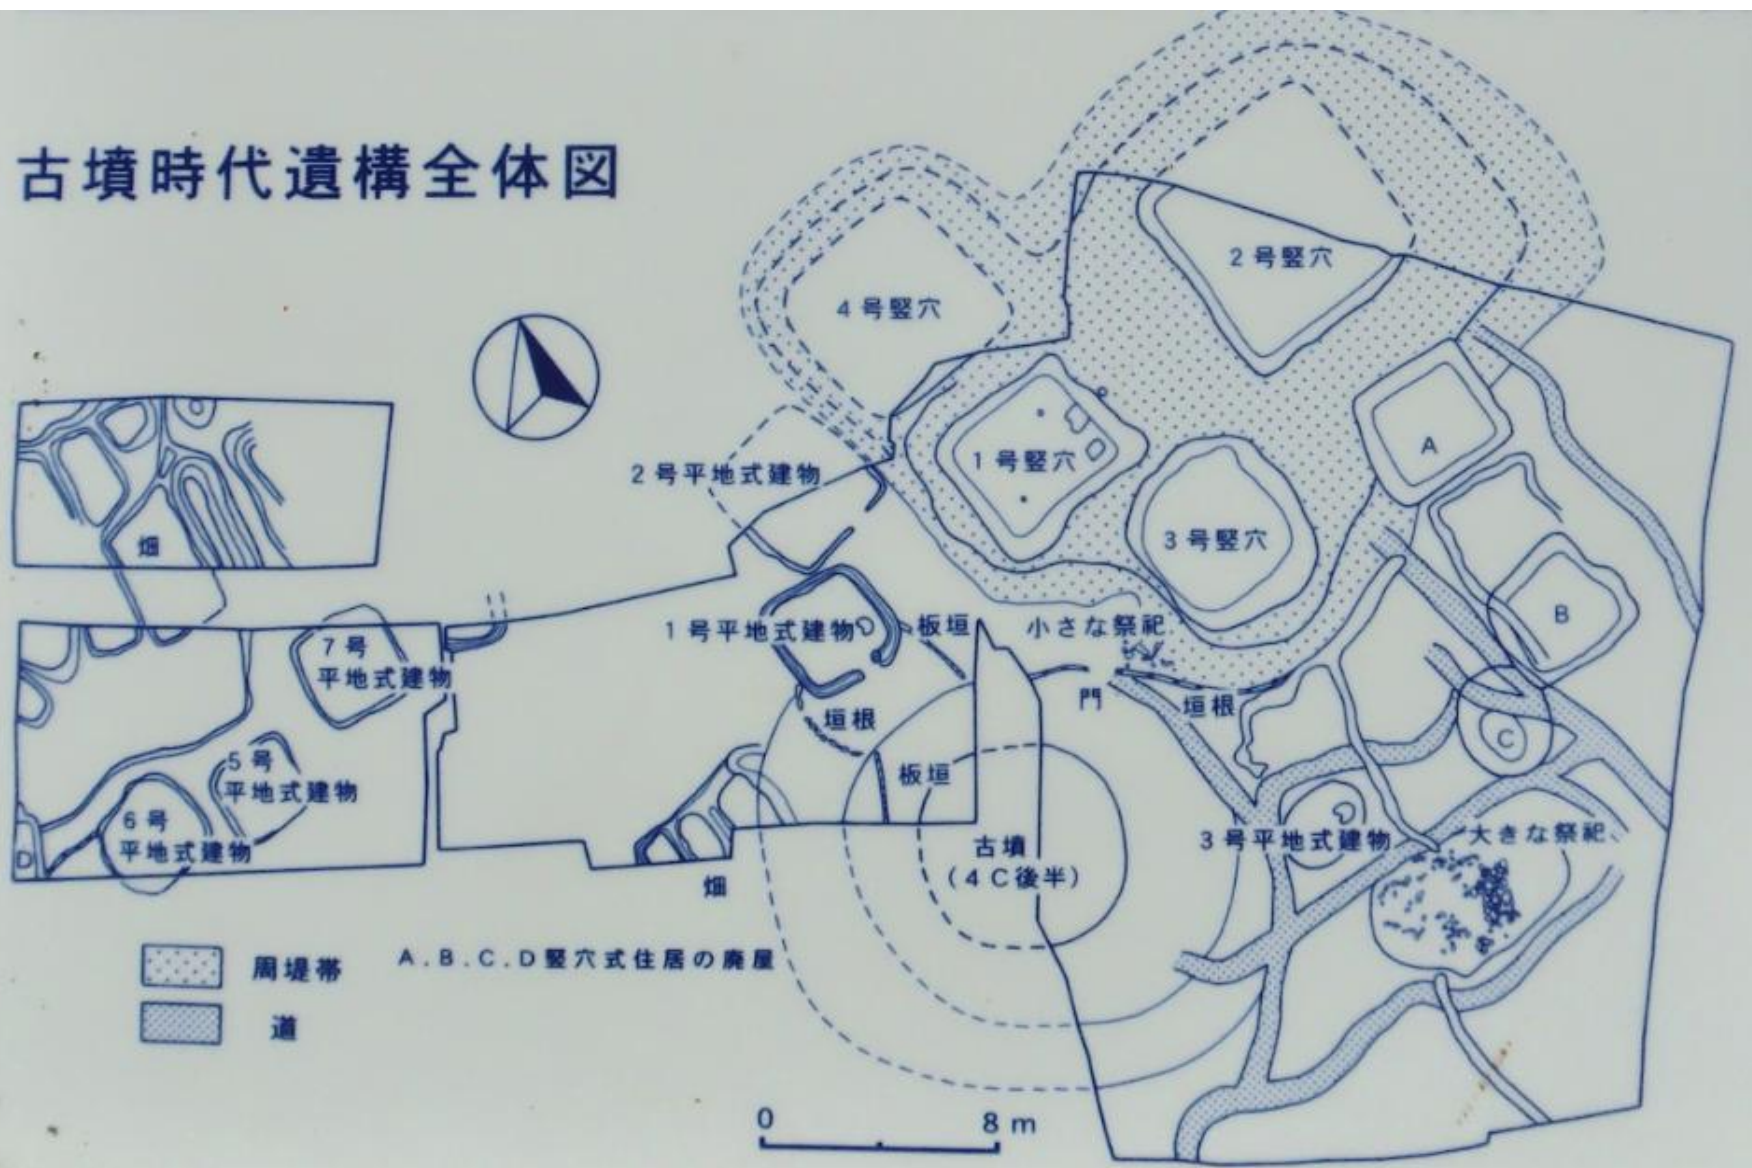 古墳時代遺構全体図
2号竪穴
4号竪穴
1号竪穴
A
2号平地式建物
3号竪穴
畑
B
1号平地式建物
板垣
小さな祭祀
7号
平地式建物
門
垣根
垣根
C
5号
平地式建物
板垣
6号
平地式建物
3号平地式建物
大きな祭祀
古墳
(4C後半)
D
畑
周堤帯
A.B.C.D竪穴式住居の廃屋
道
0
8m